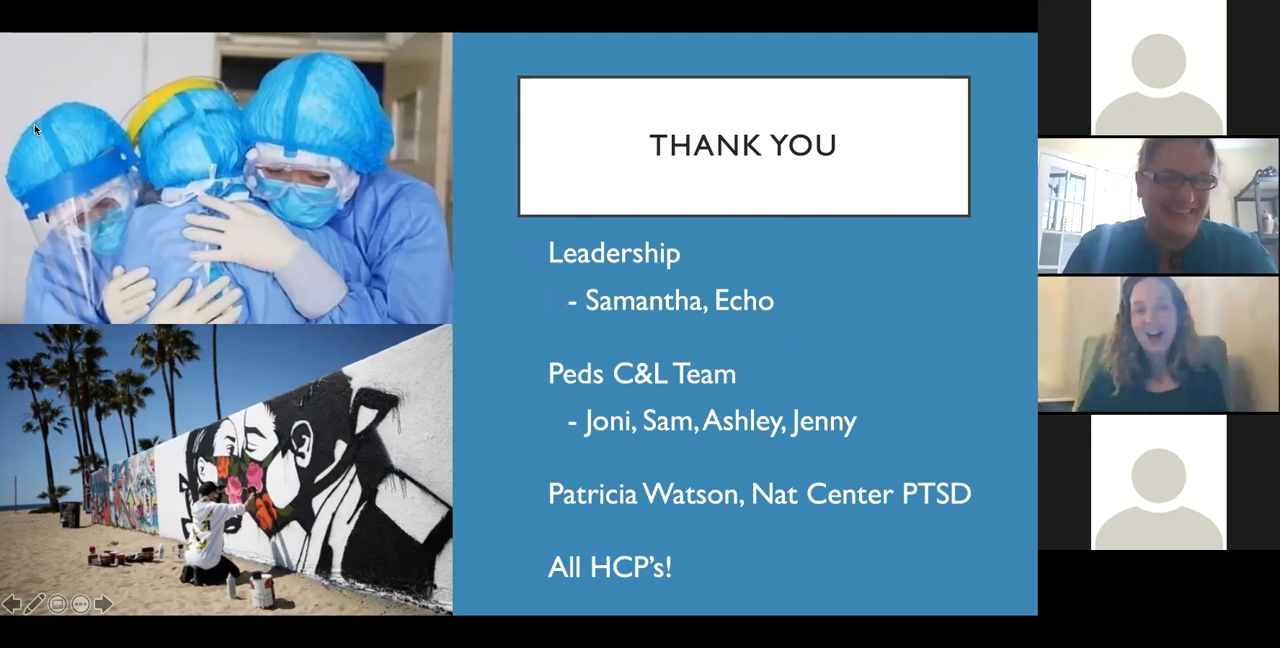 THANK YOU
Leadership
- Samantha, Echo
Peds C&L Team
- Joni, Sam, Ashley, Jenny
Patricia Watson, Nat Center PTSD
All HCP's!